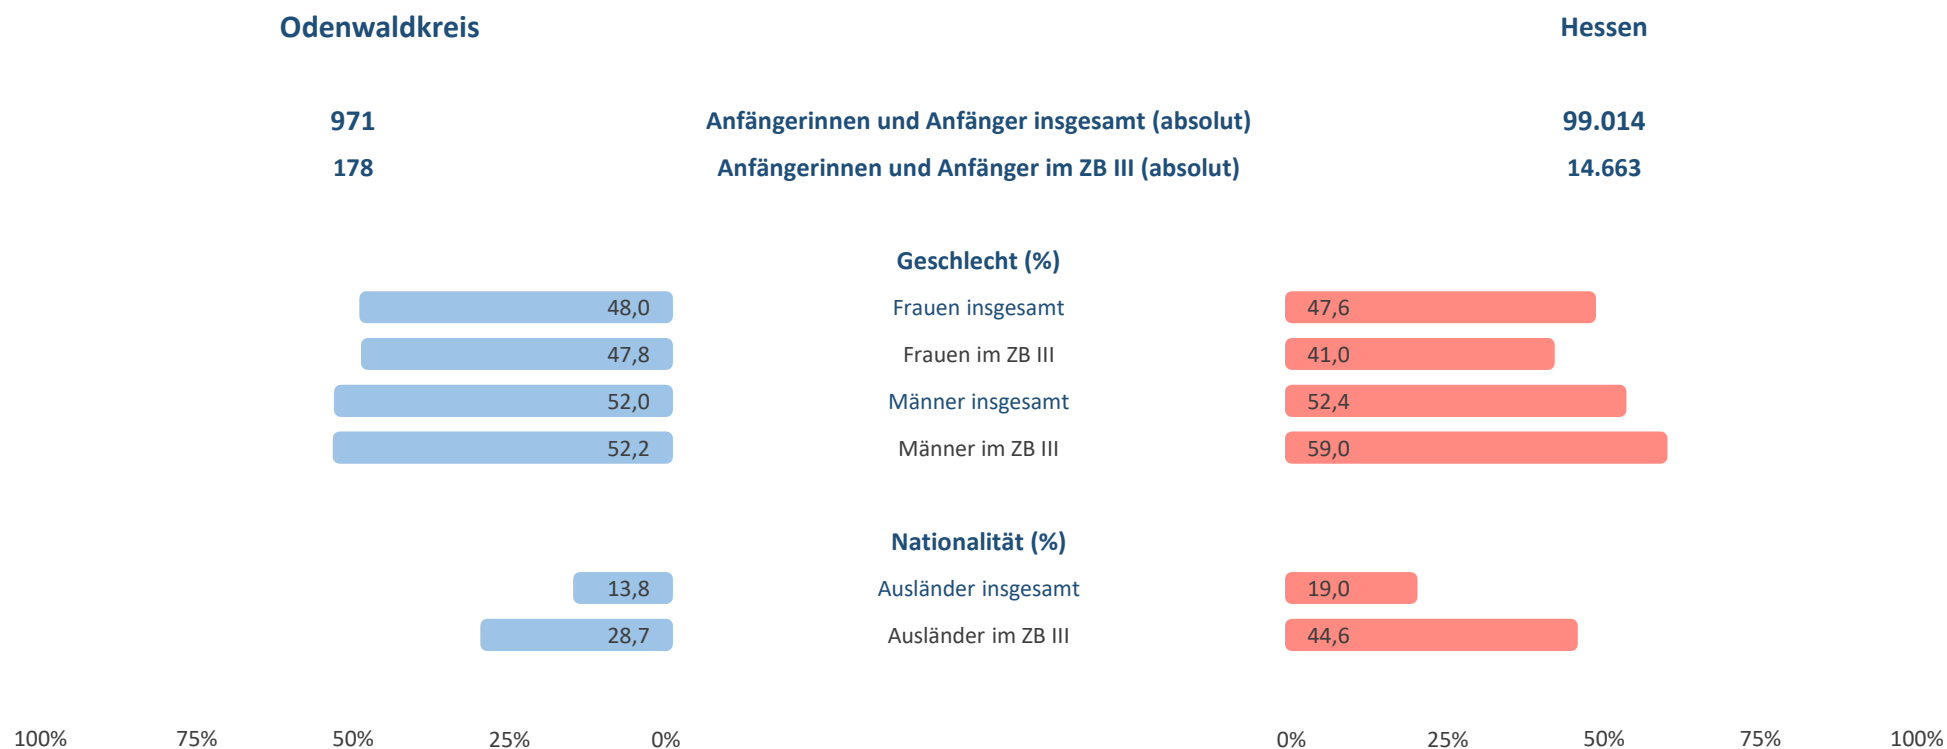 Odenwaldkreis Hessen
971 Anfängerinnen und Anfänger insgesamt (absolut) 99.014
178 Anfängerinnen und Anfänger im ZB III (absolut) 14.663
Geschlecht (%)
48,0 Frauen insgesamt 47,6
47,8 Frauen im ZB III 41,0
52,0 Männer insgesamt 52,4
52,2 Männer im ZB III 59,0
Nationalität (%)
13,8 Ausländer insgesamt 19,0
28,7 Ausländer im ZB III 44,6
100% 75% 50% 25% 0% 0% 25% 50% 75% 100%